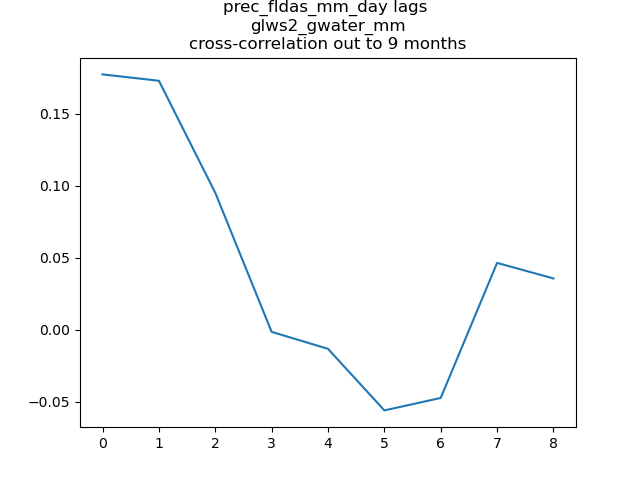 prec_fldas_mm_day lags
glws2_gwater_mm
cross-correlation out to 9 months
0.15
0.10
0.05
0.00
−0.05
0 1 2 3 4 5 6 7 8